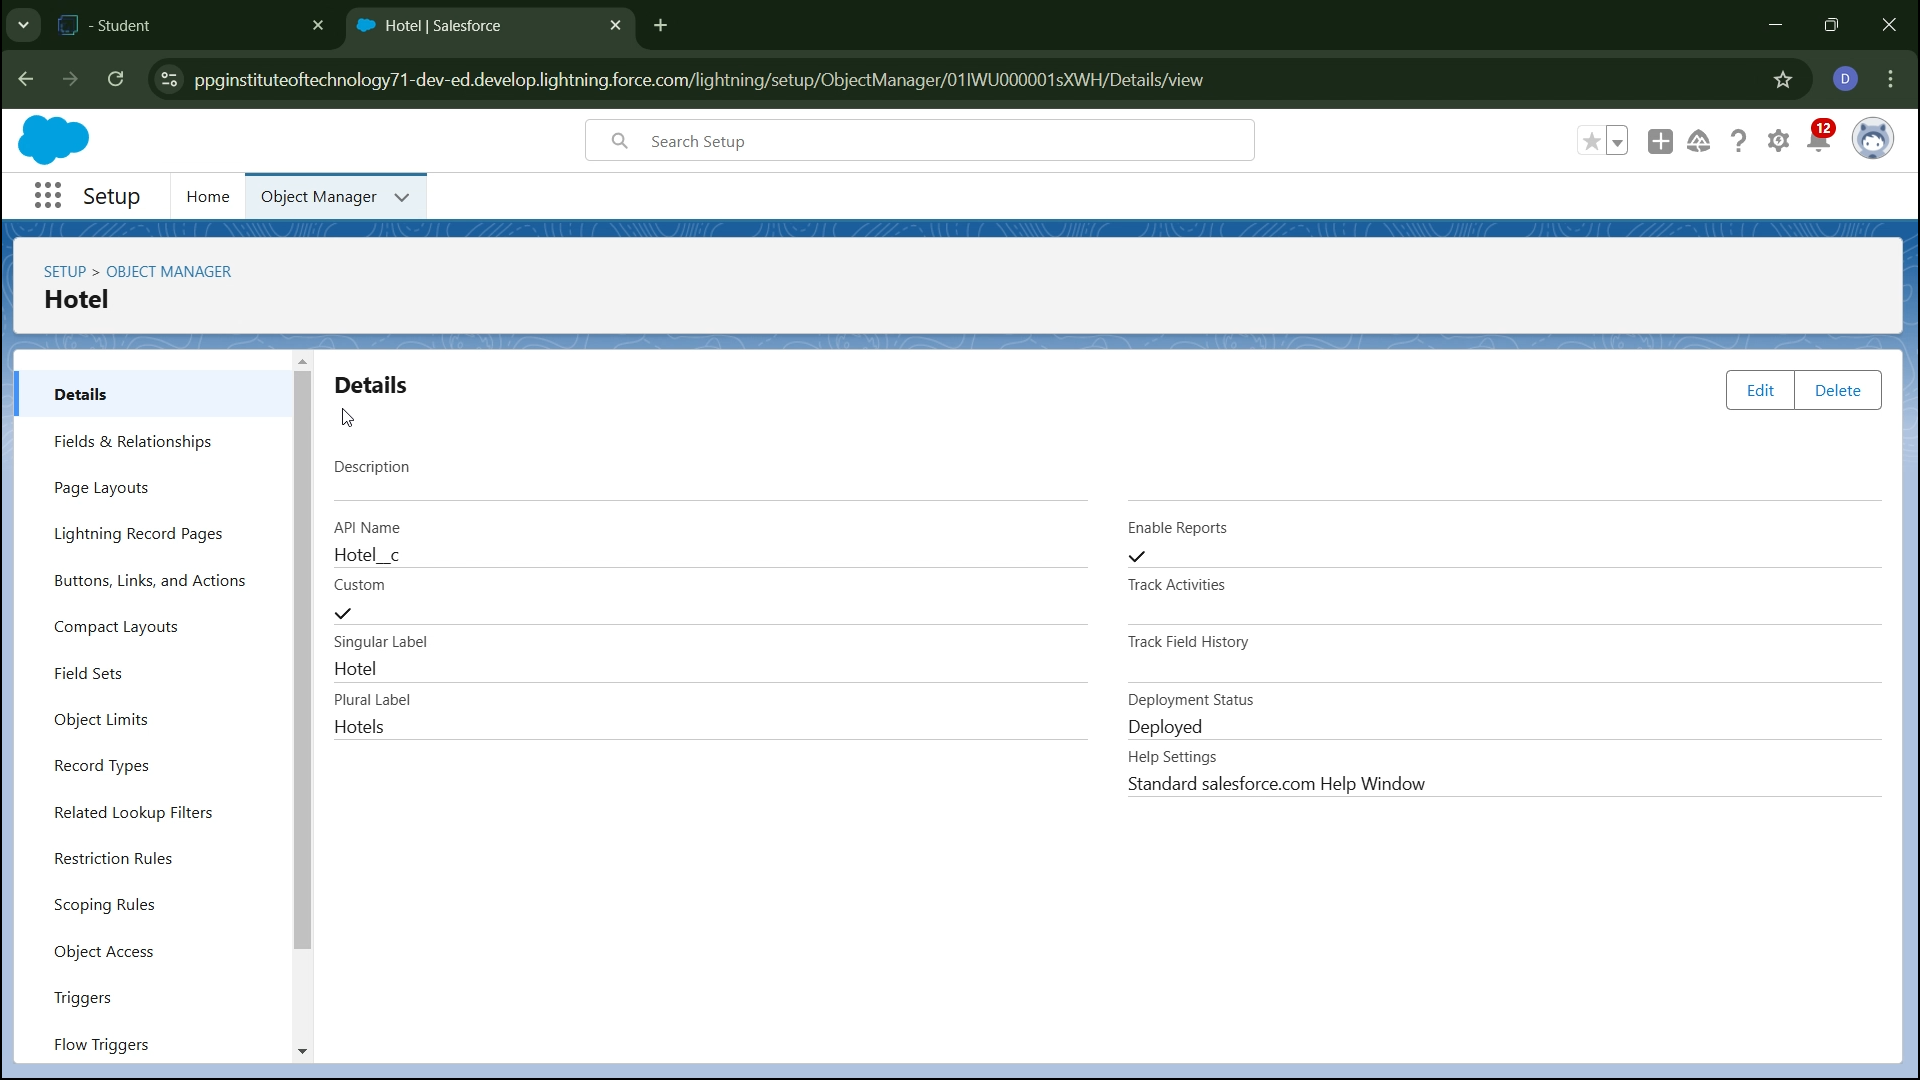 - Student
Hotel | Salesforce
ppginstituteoftechnology71-dev-ed.develop.lightning.force.com/lightning/setup/ObjectManager/01IWU000001sXWH/Details/view
D
Search Setup
12
Setup
Home
Object Manager
SETUP > OBJECT MANAGER
Hotel
Details
Fields & Relationships
Page Layouts
Lightning Record Pages
Buttons, Links, and Actions
Compact Layouts
Field Sets
Object Limits
Record Types
Related Lookup Filters
Restriction Rules
Scoping Rules
Object Access
Triggers
Flow Triggers
Details
Edit
Delete
Description
API Name
Hotel__c
Custom
Singular Label
Hotel
Plural Label
Hotels
Enable Reports
Track Activities
Track Field History
Deployment Status
Deployed
Help Settings
Standard salesforce.com Help Window